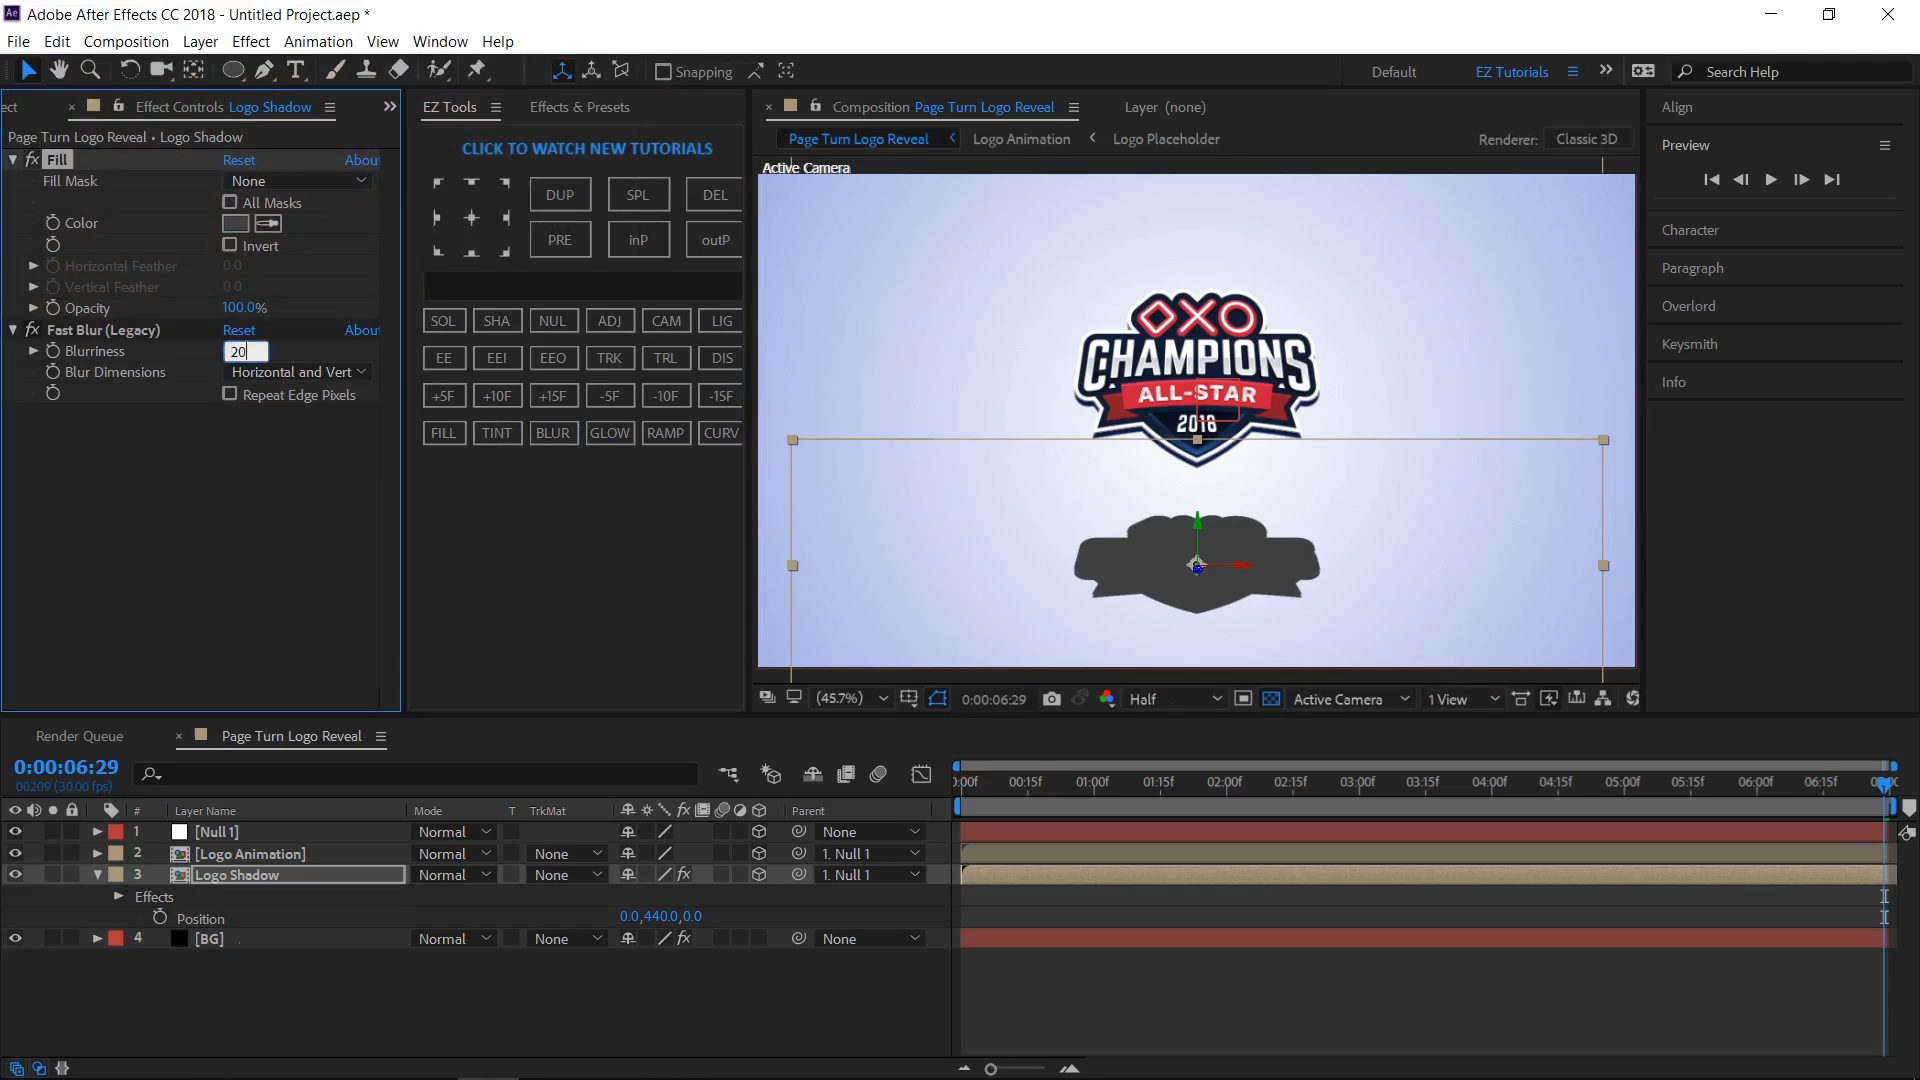 Adobe After Effects CC 2018 - Untitled Project.aep *
File Edit Composition Layer Effect Animation View Window Help
Snapping
Default EZ Tutorials Search Help
ect × Effect Controls Logo Shadow
Page Turn Logo Reveal • Logo Shadow
fx Fill Reset About
Fill Mask None
All Masks
Color
Invert
Horizontal Feather 0.0
Vertical Feather 0.0
Opacity 100.0%
fx Fast Blur (Legacy) Reset About
Blurriness 20
Blur Dimensions Horizontal and Vert
Repeat Edge Pixels
EZ Tools Effects & Presets
CLICK TO WATCH NEW TUTORIALS
DUP SPL DEL
PRE inP outP
SOL SHA NUL ADJ CAM LIG
EE EEI EEO TRK TRL DIS
+5F +10F +15F -5F -10F -15F
FILL TINT BLUR GLOW RAMP CURV
× Composition Page Turn Logo Reveal Layer (none)
Page Turn Logo Reveal Logo Animation Logo Placeholder Renderer: Classic 3D
Active Camera
OXO
CHAMPIONS
ALL-STAR
2018
(45.7%) 0:00:06:29 Half Active Camera 1 View
Align
Preview
Character
Paragraph
Overlord
Keysmith
Info
Render Queue × Page Turn Logo Reveal
0:00:06:29
00209 (30.00 fps)
:00f 00:15f 01:00f 01:15f 02:00f 02:15f 03:00f 03:15f 04:00f 04:15f 05:00f 05:15f 06:00f 06:15f
# Layer Name Mode T TrkMat fx Parent
1 [Null 1] Normal None
2 [Logo Animation] Normal None 1. Null 1
3 Logo Shadow Normal None fx 1. Null 1
Effects
Position 0.0,440.0,0.0
4 [BG] Normal None fx None